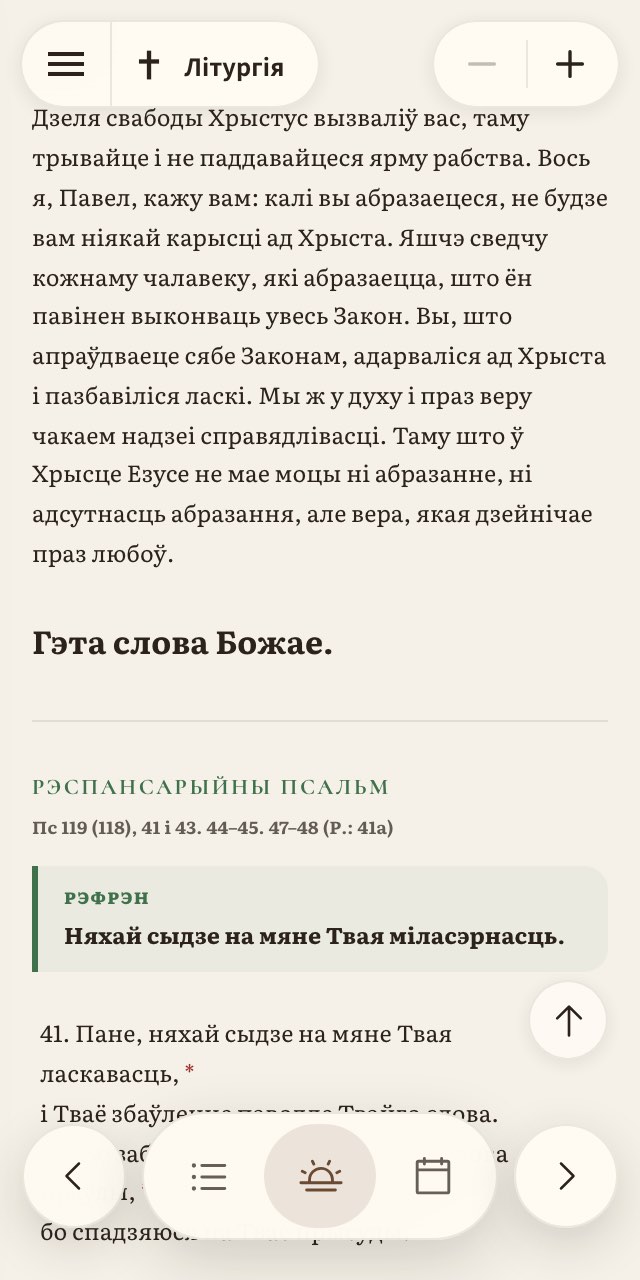 Літургія
Дзеля свабоды Хрыстус вызваліў вас, таму
трывайце і не паддавайцеся ярму рабства. Вось
я, Павел, кажу вам: калі вы абразаецеся, не будзе
вам ніякай карысці ад Хрыста. Яшчэ сведчу
кожнаму чалавеку, які абразаецца, што ён
павінен выконваць увесь Закон. Вы, што
апраўдваеце сябе Законам, адарваліся ад Хрыста
і пазбавіліся ласкі. Мы ж у духу і праз веру
чакаем надзеі справядлівасці. Таму што ў
Хрысце Езусе не мае моцы ні абразанне, ні
адсутнасць абразання, але вера, якая дзейнічае
праз любоў.
Гэта слова Божае.
РЭСПАНСАРЫЙНЫ ПСАЛЬМ
Пс 119 (118), 41 і 43. 44–45. 47–48 (Р.: 41а)
РЭФРЭН
Няхай сыдзе на мяне Твая міласэрнасць.
41. Пане, няхай сыдзе на мяне Твая
ласкавасць, *
і Тваё слова.
бо